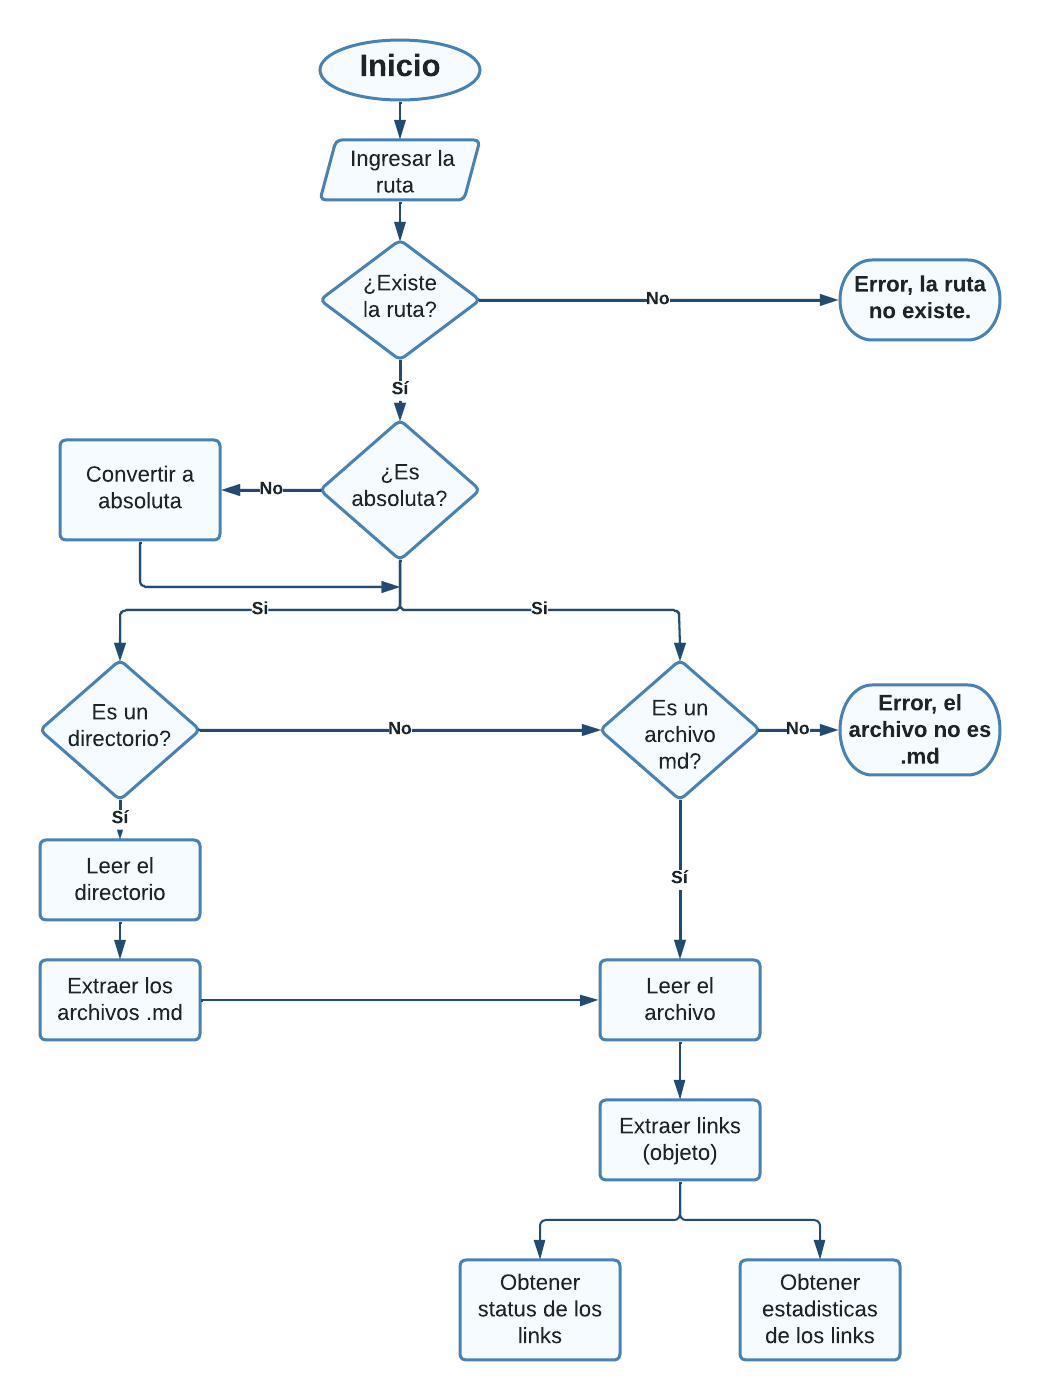 Inicio
Ingresar la
ruta
¿Existe
la ruta?
No
Error, la ruta
no existe.
Sí
¿Es
absoluta?
No
Convertir a
absoluta
Si
Si
Es un
directorio?
No
Es un
archivo
md?
No
Error, el
archivo no es
.md
Sí
Leer el
directorio
Sí
Extraer los
archivos .md
Leer el
archivo
Extraer links
(objeto)
Obtener
status de los
links
Obtener
estadisticas
de los links